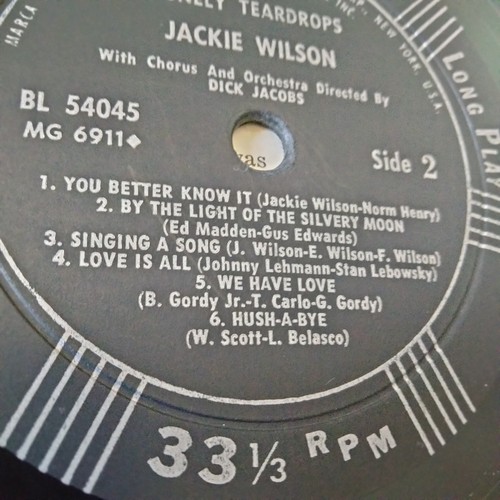 TEARDROPS
JACKIE WILSON
With Chorus And Orchestra Directed By
DICK JACOBS
MARCA
INC.
NEW YORK, U.S.A.
LONG
BL 54045
MG 6911◆
Side 2
1. YOU BETTER KNOW IT (Jackie Wilson-Norm Henry)
2. BY THE LIGHT OF THE SILVERY MOON
(Ed Madden-Gus Edwards)
3. SINGING A SONG (J. Wilson-E. Wilson-F. Wilson)
4. LOVE IS ALL (Johnny Lehmann-Stan Lebowsky)
5. WE HAVE LOVE
(B. Gordy Jr.-T. Carlo-G. Gordy)
6. HUSH-A-BYE
(W. Scott-L. Belasco)
33 1/3 RPM